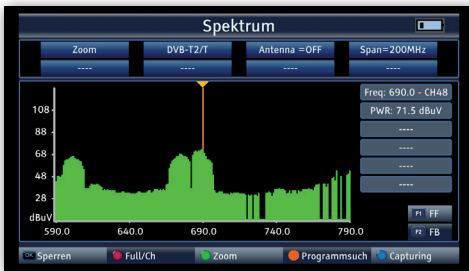 Spektrum
Zoom DVB-T2/T Antenna =OFF Span=200MHz
---- ---- ---- ----
Freq: 690.0 - CH48
PWR: 71.5 dBuV
----
----
----
----
108
88
68
48
28
dBuV
590.0 640.0 690.0 740.0 790.0
F1 FF
F2 FB
OK Sperren Full/Ch Zoom Programmsuch Capturing